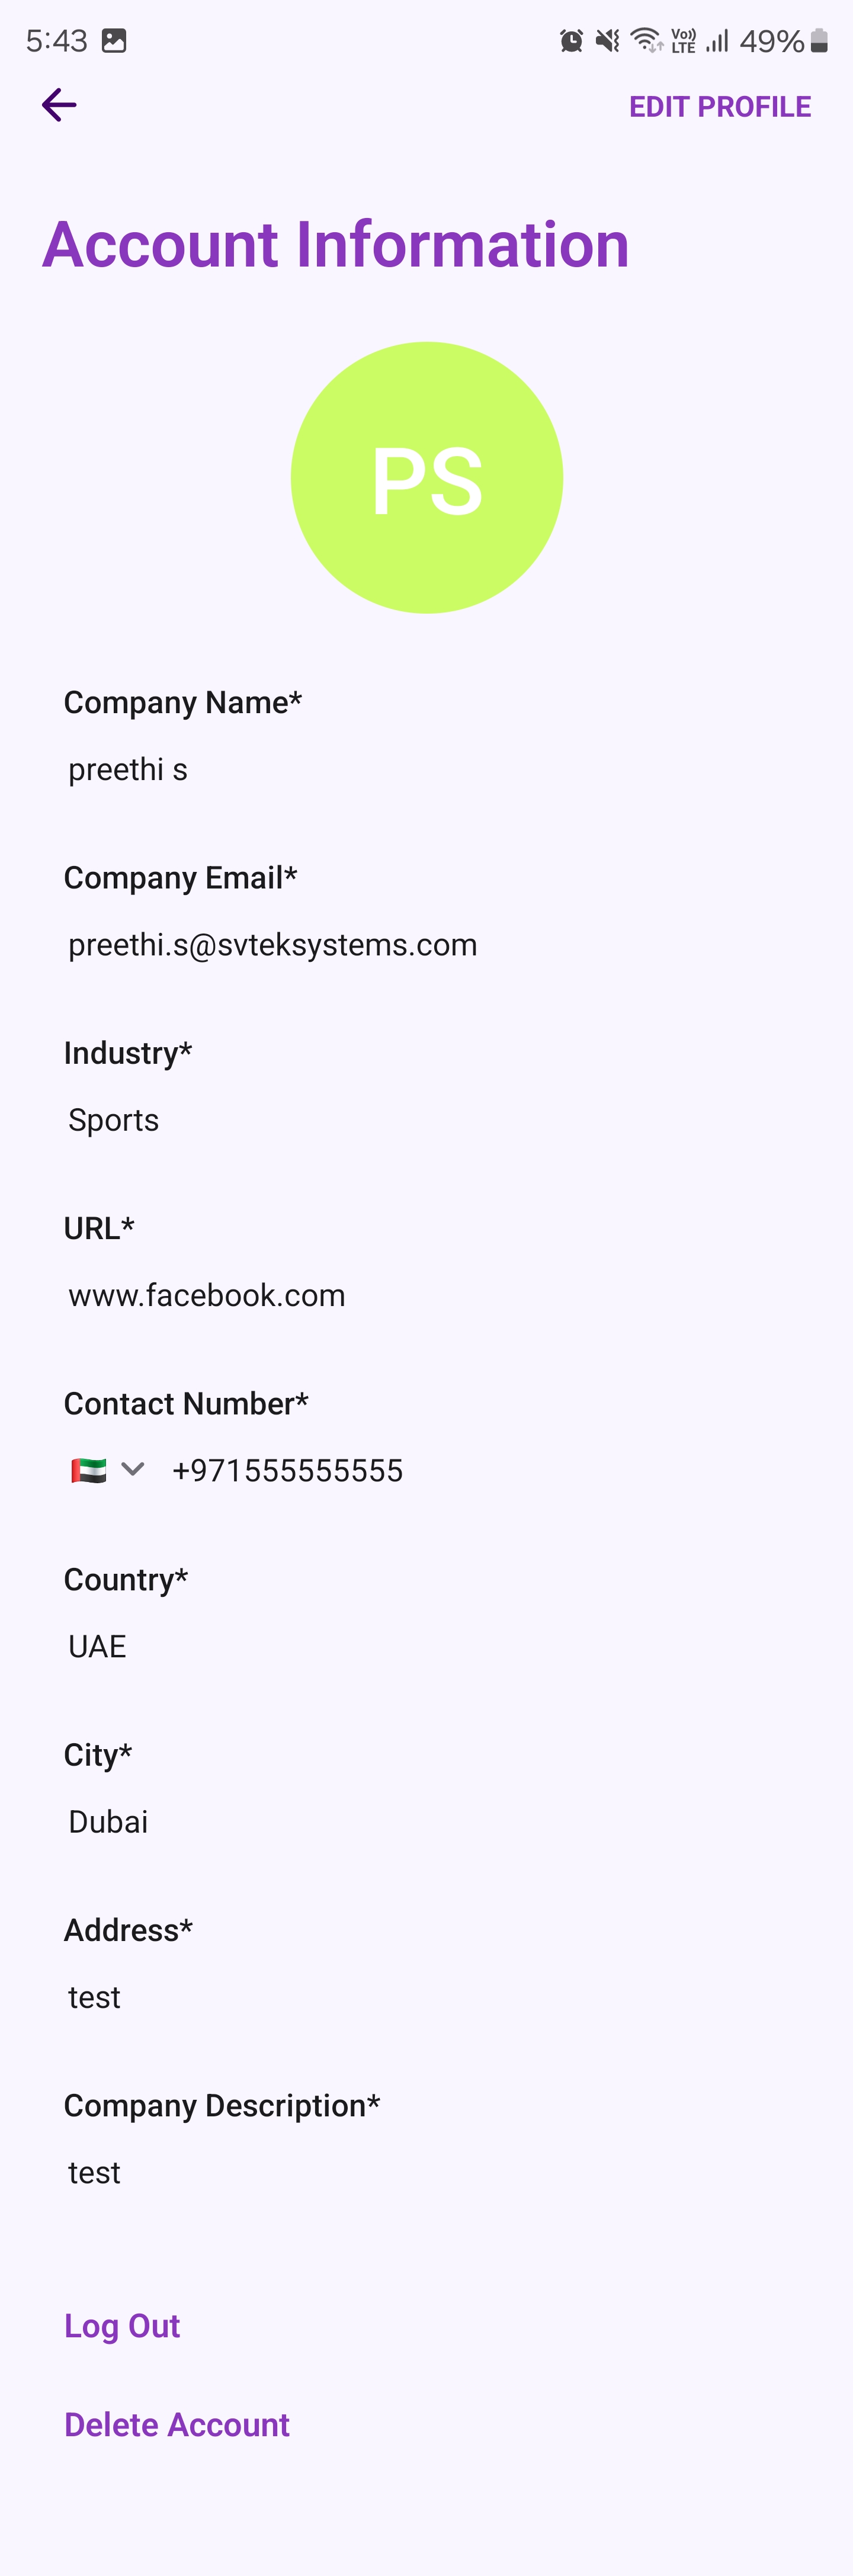 5:43 Vo)) LTE 49%
EDIT PROFILE
Account Information
PS
Company Name*
preethi s
Company Email*
preethi.s@svteksystems.com
Industry*
Sports
URL*
www.facebook.com
Contact Number*
+971555555555
Country*
UAE
City*
Dubai
Address*
test
Company Description*
test
Log Out
Delete Account